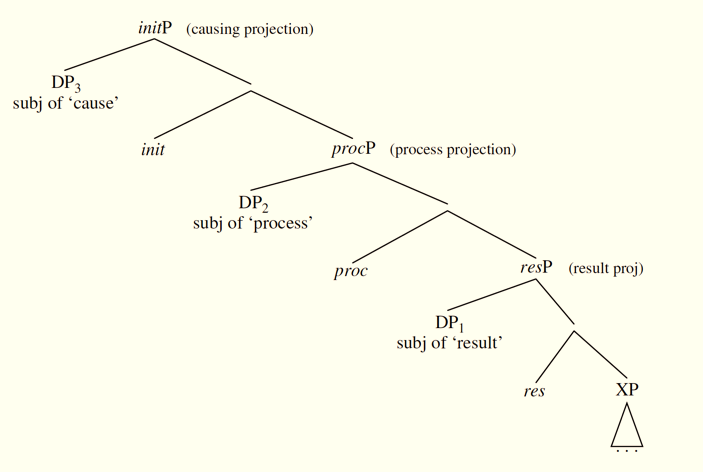 initP (causing projection)
DP3
subj of ‘cause’
init
procP (process projection)
DP2
subj of ‘process’
proc
resP (result proj)
DP1
subj of ‘result’
res
XP
. . .